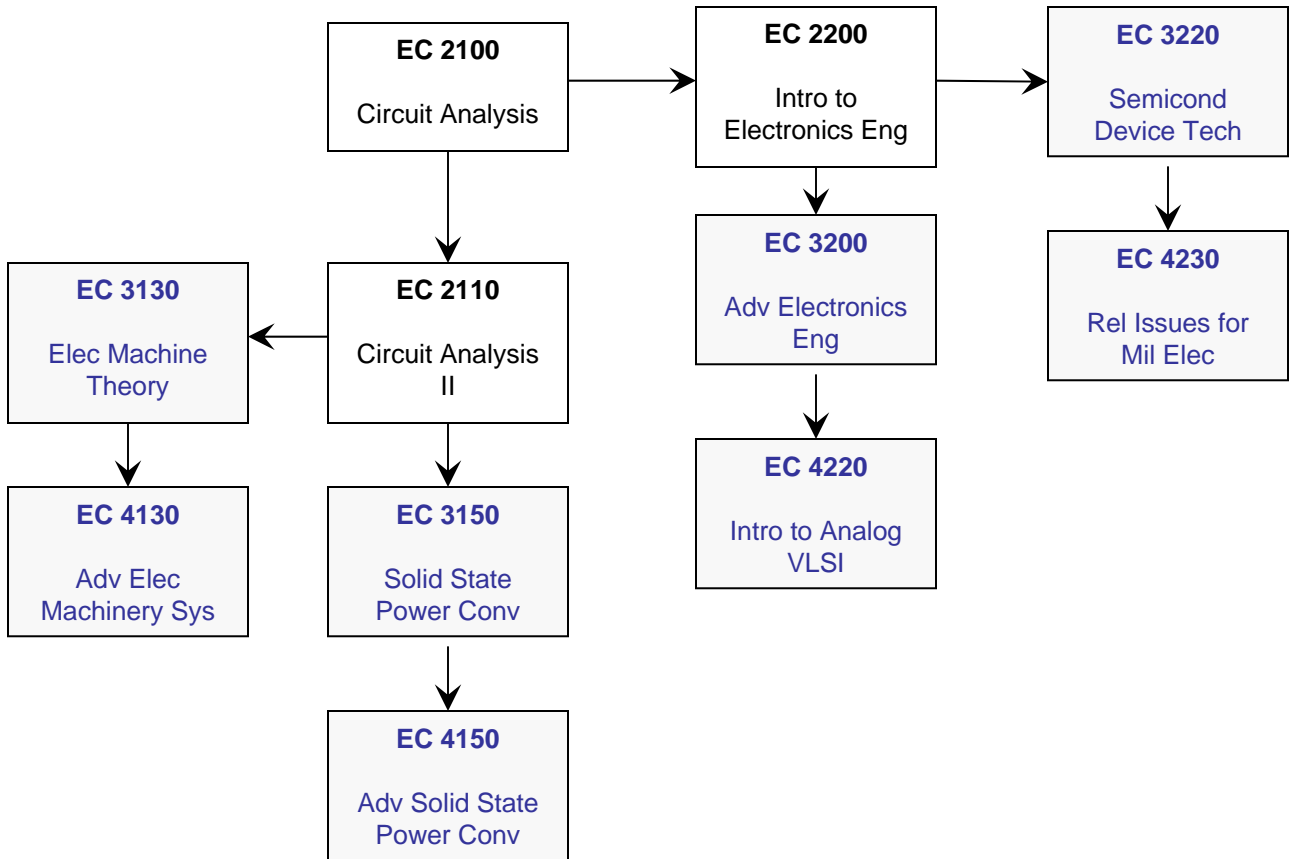 EC 2100
Circuit Analysis
EC 2200
Intro to
Electronics Eng
EC 3220
Semicond
Device Tech
EC 3130
Elec Machine
Theory
EC 2110
Circuit Analysis
II
EC 3200
Adv Electronics
Eng
EC 4230
Rel Issues for
Mil Elec
EC 4130
Adv Elec
Machinery Sys
EC 3150
Solid State
Power Conv
EC 4220
Intro to Analog
VLSI
EC 4150
Adv Solid State
Power Conv